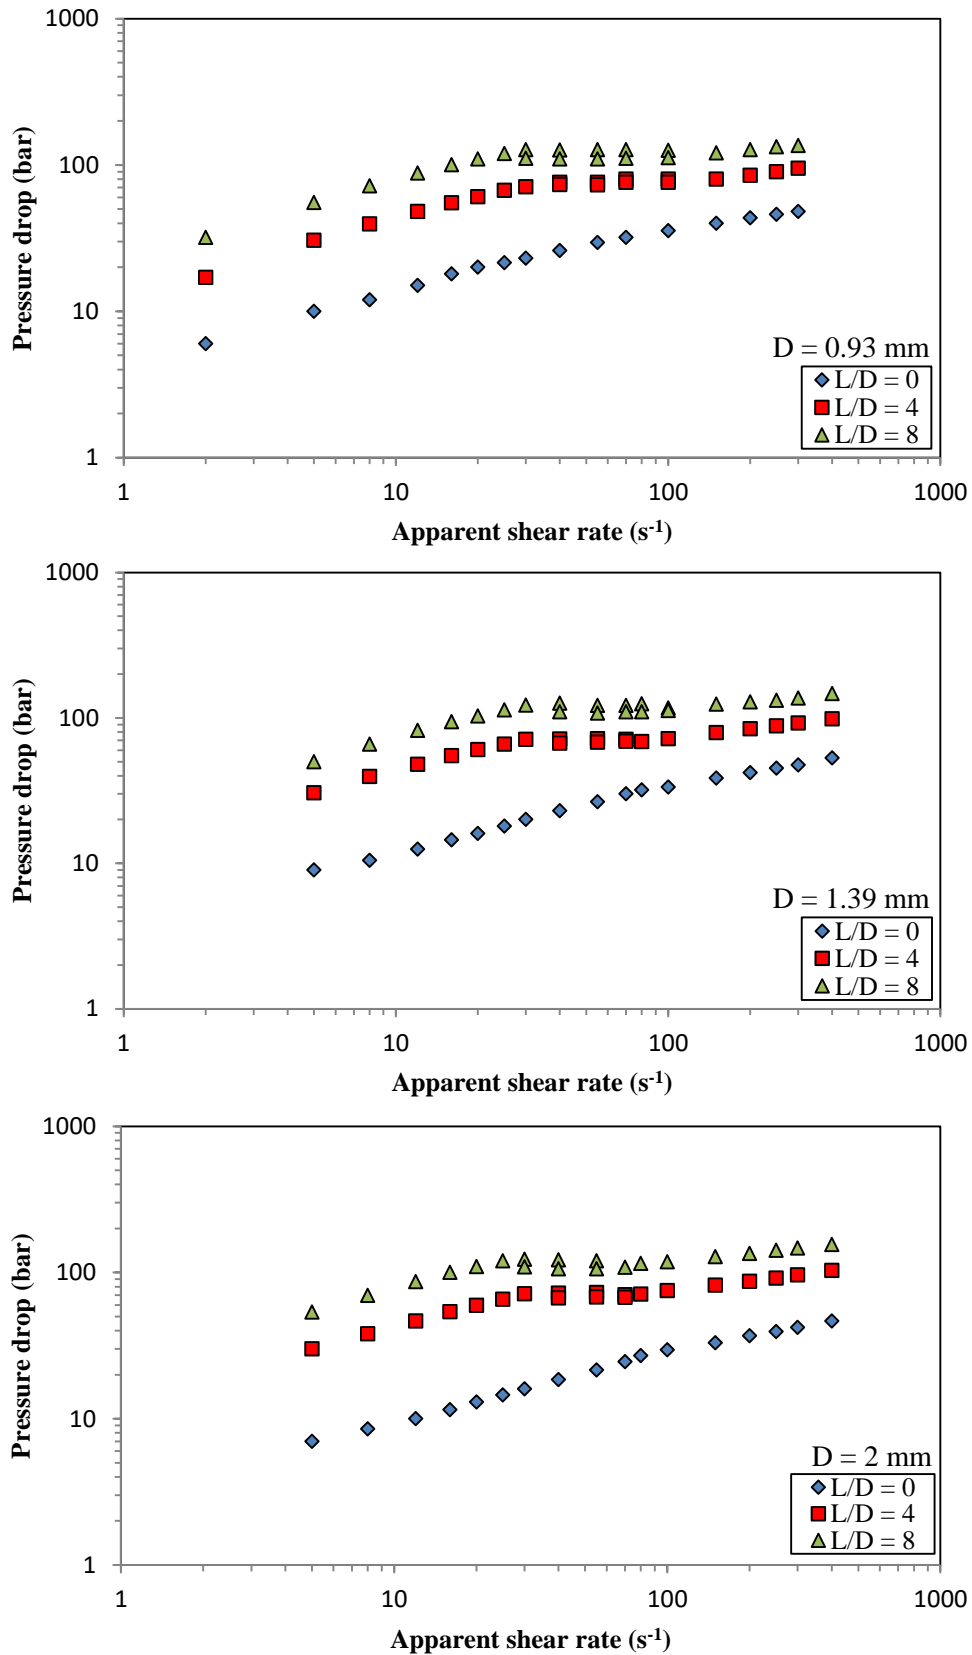 1000
100
10
1
Pressure drop (bar)
D = 0.93 mm
L/D = 0
L/D = 4
L/D = 8
1 10 100 1000
Apparent shear rate (s-1)
1000
100
10
1
Pressure drop (bar)
D = 1.39 mm
L/D = 0
L/D = 4
L/D = 8
1 10 100 1000
Apparent shear rate (s-1)
1000
100
10
1
Pressure drop (bar)
D = 2 mm
L/D = 0
L/D = 4
L/D = 8
1 10 100 1000
Apparent shear rate (s-1)